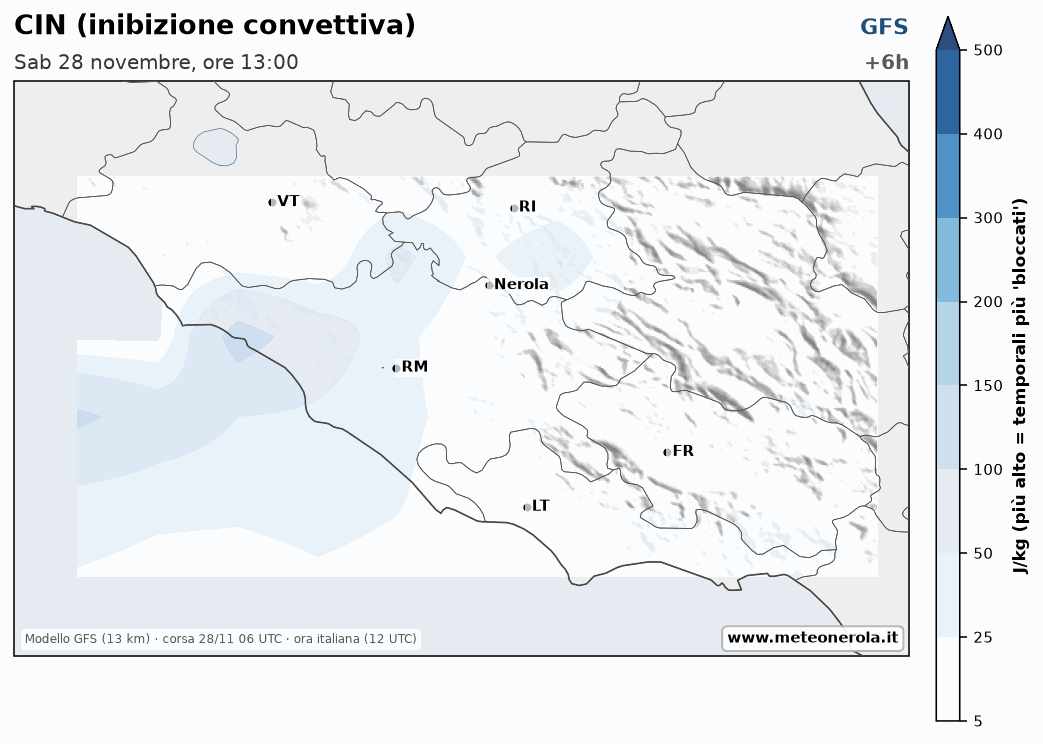 CIN (inibizione convettiva)
GFS
Sab 28 novembre, ore 13:00
+6h
VT
RI
Nerola
RM
FR
LT
Modello GFS (13 km) · corsa 28/11 06 UTC · ora italiana (12 UTC)
www.meteonerola.it
500
400
300
200
150
100
50
25
5
J/kg (più alto = temporali più 'bloccati')